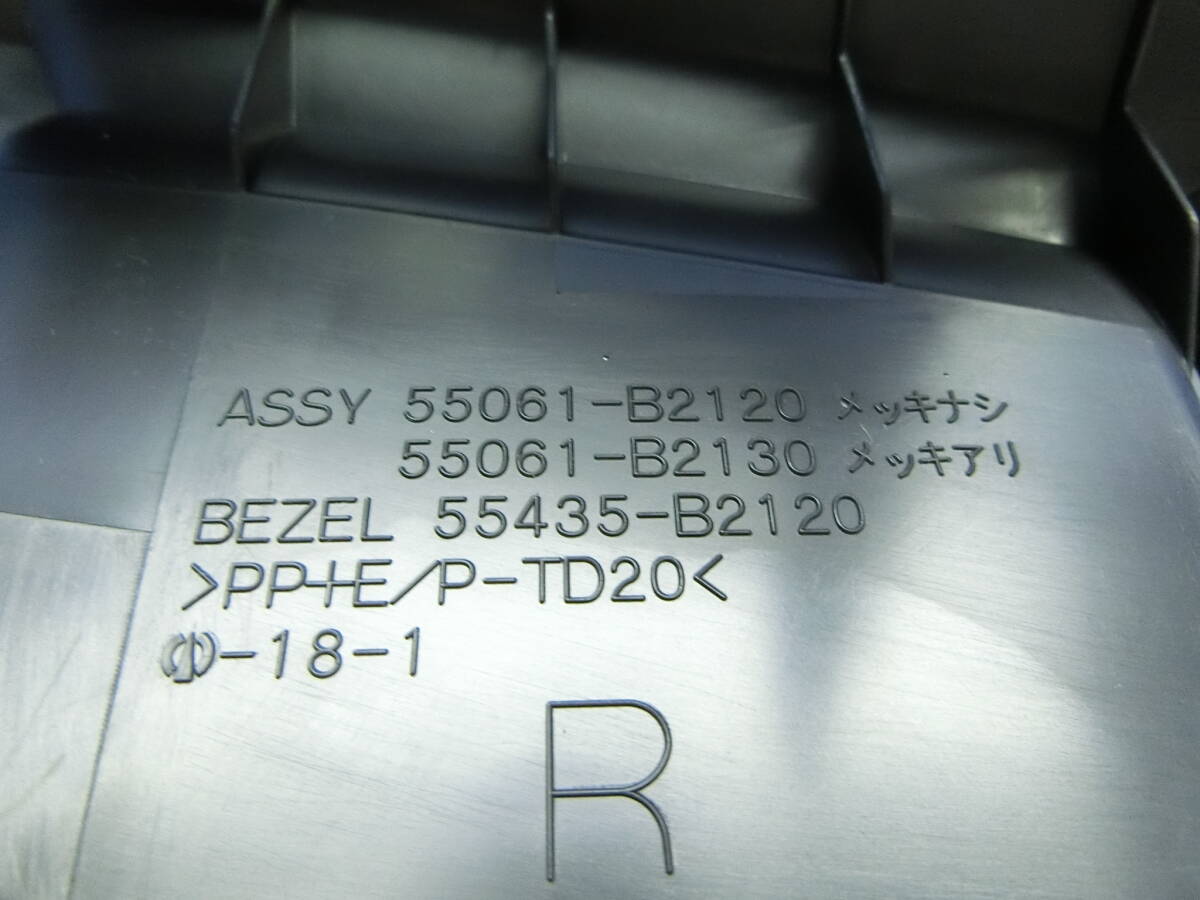 ASSY 55061-B2120 メッキナシ
55061-B2130 メッキアリ
BEZEL 55435-B2120
>PP+E/P-TD20<
-18-1
R